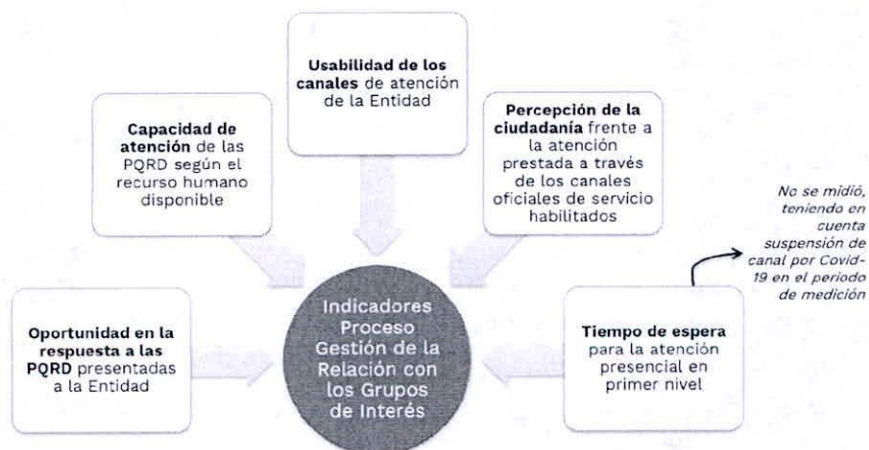 Usabilidad de los
canales de atención
de la Entidad
Capacidad de
atención de las
PQRD según el
recurso humano
disponible
Percepción de la
ciudadanía frente a
la atención
prestada a través
de los canales
oficiales de servicio
habilitados
No se midió,
teniendo en
cuenta
suspensión de
canal por Covid-
19 en el periodo
de medición
Oportunidad en la
respuesta a las
PQRD presentadas
a la Entidad
Indicadores
Proceso
Gestión de la
Relación con
los Grupos
de Interés
Tiempo de espera
para la atención
presencial en
primer nivel